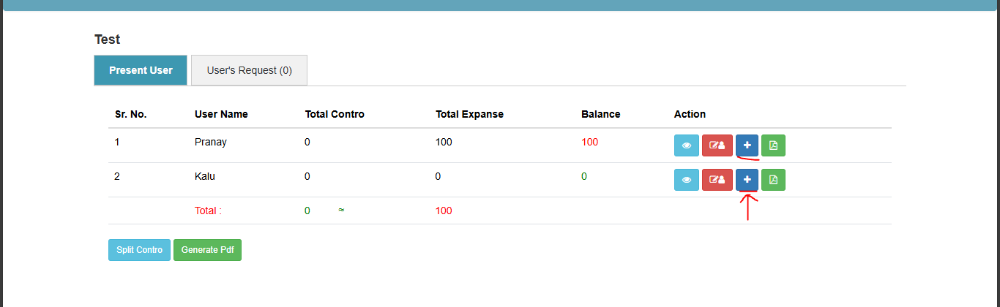 Test
Present User User's Request (0)
Sr. No. User Name Total Contro Total Expanse Balance Action
1 Pranay 0 100 100
2 Kalu 0 0 0
Total : 0 ≈ 100
Split Contro Generate Pdf